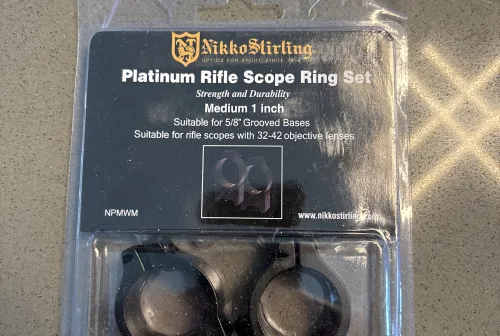 NS
NikkoStirling
OPTICS FOR SPORT SINCE 1956
Platinum Rifle Scope Ring Set
Strength and Durability
Medium 1 inch
Suitable for 5/8" Grooved Bases
Suitable for rifle scopes with 32-42 objective lenses
NPMWM
www.nikkostirling.com